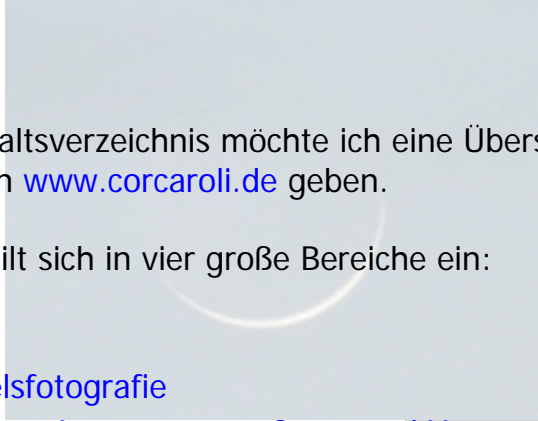 altsverzeichnis möchte ich eine Übers
n www.corcaroli.de geben.
ilt sich in vier große Bereiche ein:
elsfotografie